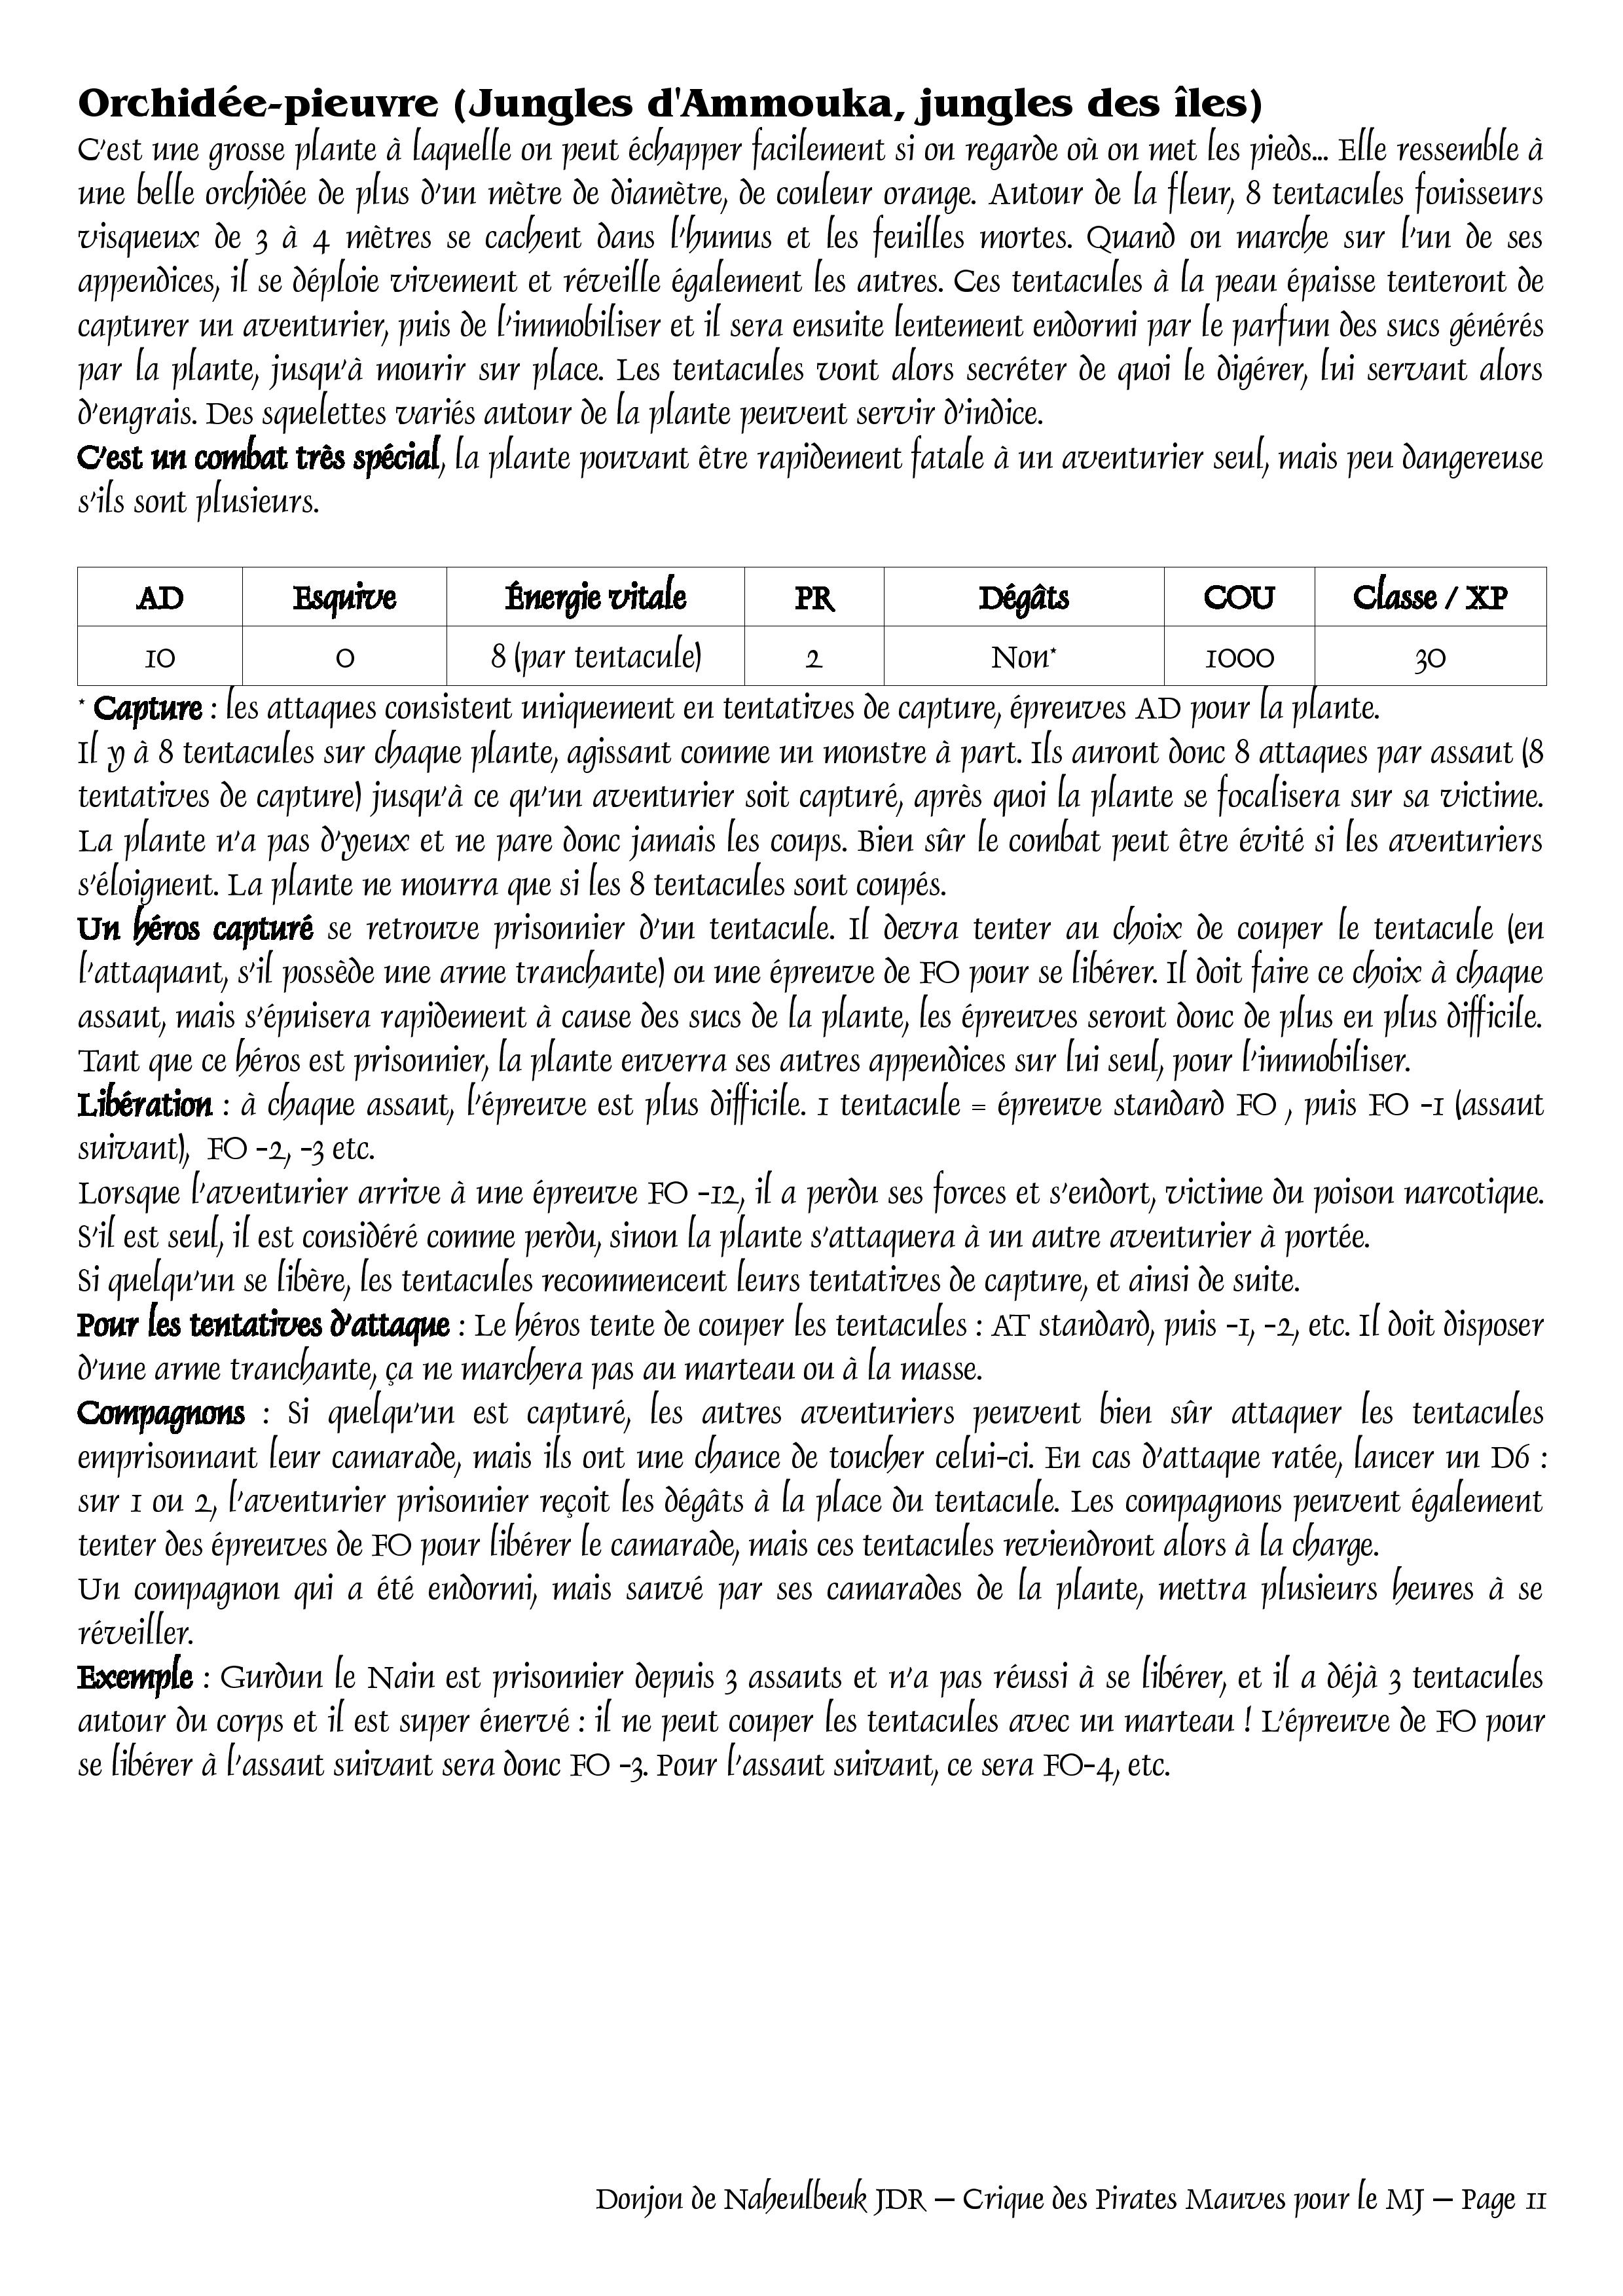 Orchidée-pieuvre (Jungles d'Ammouka, jungles des îles)
C'est une grosse plante à laquelle on peut échapper facilement si on regarde où on met les pieds... Elle ressemble à
une belle orchidée de plus d'un mètre de diamètre, de couleur orange. Autour de la fleur, 8 tentacules fouisseurs
visqueux de 3 à 4 mètres se cachent dans l'humus et les feuilles mortes. Quand on marche sur l'un de ses
appendices, il se déploie vivement et réveille également les autres. Ces tentacules à la peau épaisse tenteront de
capturer un aventurier, puis de l'immobiliser et il sera ensuite lentement endormi par le parfum des sucs générés
par la plante, jusqu'à mourir sur place. Les tentacules vont alors secréter de quoi le digérer, lui servant alors
d'engrais. Des squelettes variés autour de la plante peuvent servir d'indice.
C'est un combat très spécial, la plante pouvant être rapidement fatale à un aventurier seul, mais peu dangereuse
s'ils sont plusieurs.
AD Esquive Énergie vitale PR Dégâts COU Classe / XP
10 0 8 (par tentacule) 2 Non* 1000 30
* Capture : les attaques consistent uniquement en tentatives de capture, épreuves AD pour la plante.
Il y à 8 tentacules sur chaque plante, agissant comme un monstre à part. Ils auront donc 8 attaques par assaut (8
tentatives de capture) jusqu'à ce qu'un aventurier soit capturé, après quoi la plante se focalisera sur sa victime.
La plante n'a pas d'yeux et ne pare donc jamais les coups. Bien sûr le combat peut être évité si les aventuriers
s'éloignent. La plante ne mourra que si les 8 tentacules sont coupés.
Un héros capturé se retrouve prisonnier d'un tentacule. Il devra tenter au choix de couper le tentacule (en
l'attaquant, s'il possède une arme tranchante) ou une épreuve de FO pour se libérer. Il doit faire ce choix à chaque
assaut, mais s'épuisera rapidement à cause des sucs de la plante, les épreuves seront donc de plus en plus difficile.
Tant que ce héros est prisonnier, la plante enverra ses autres appendices sur lui seul, pour l'immobiliser.
Libération : à chaque assaut, l'épreuve est plus difficile. 1 tentacule = épreuve standard FO , puis FO -1 (assaut
suivant), FO -2, -3 etc.
Lorsque l'aventurier arrive à une épreuve FO -12, il a perdu ses forces et s'endort, victime du poison narcotique.
S'il est seul, il est considéré comme perdu, sinon la plante s'attaquera à un autre aventurier à portée.
Si quelqu'un se libère, les tentacules recommencent leurs tentatives de capture, et ainsi de suite.
Pour les tentatives d'attaque : Le héros tente de couper les tentacules : AT standard, puis -1, -2, etc. Il doit disposer
d'une arme tranchante, ça ne marchera pas au marteau ou à la masse.
Compagnons : Si quelqu'un est capturé, les autres aventuriers peuvent bien sûr attaquer les tentacules
emprisonnant leur camarade, mais ils ont une chance de toucher celui-ci. En cas d'attaque ratée, lancer un D6 :
sur 1 ou 2, l'aventurier prisonnier reçoit les dégâts à la place du tentacule. Les compagnons peuvent également
tenter des épreuves de FO pour libérer le camarade, mais ces tentacules reviendront alors à la charge.
Un compagnon qui a été endormi, mais sauvé par ses camarades de la plante, mettra plusieurs heures à se
réveiller.
Exemple : Gurdun le Nain est prisonnier depuis 3 assauts et n'a pas réussi à se libérer, et il a déjà 3 tentacules
autour du corps et il est super énervé : il ne peut couper les tentacules avec un marteau ! L'épreuve de FO pour
se libérer à l'assaut suivant sera donc FO -3. Pour l'assaut suivant, ce sera FO-4, etc.
Donjon de Naheulbeuk JDR – Crique des Pirates Mauves pour le MJ – Page 11